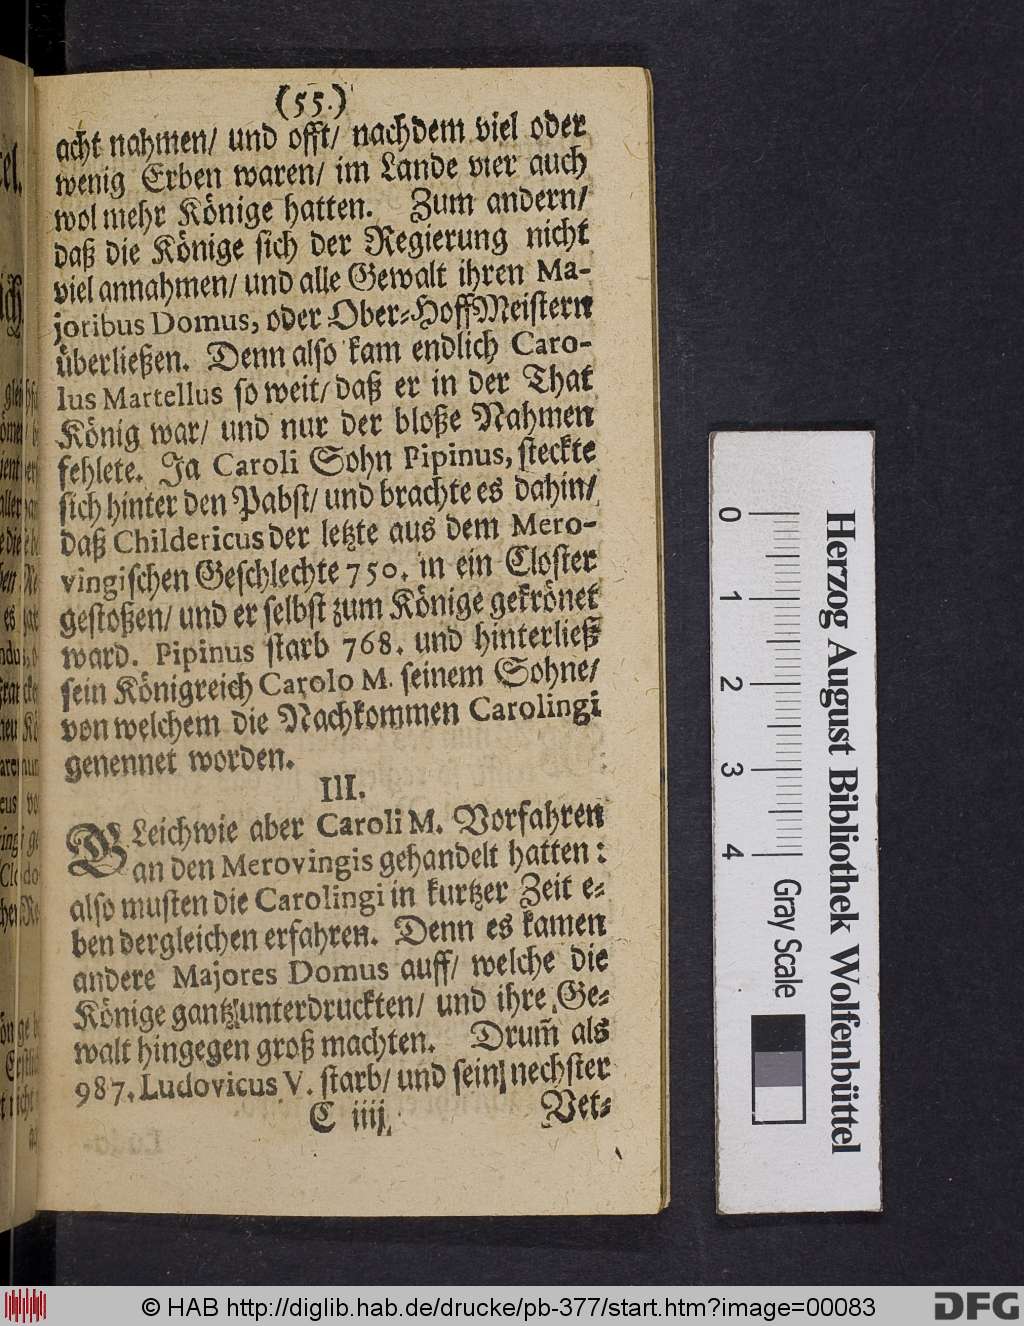 (55.)
acht nahmen/ und offt/ nachdem viel oder
wenig Erben waren/ im Lande vier auch
wol mehr Könige hatten. Zum andern/
daß die Könige sich der Regierung nicht
viel annahmen/ und alle Gewalt ihren Ma-
joribus Domus, oder Ober-HoffMeistern
überließen. Denn also kam endlich Caro-
lus Martellus so weit/ daß er in der That
König war/ und nur der bloße Nahmen
fehlete. Ja Caroli Sohn Pipinus, steckte
sich hinter den Pabst/ und brachte es dahin/
daß Childericus der letzte aus dem Mero-
vingischen Geschlechte 750. in ein Closter
gestoßen/ und er selbst zum Könige gekrönet
ward. Pipinus starb 768. und hinterließ
sein Königreich Carolo M. seinem Sohne/
von welchem die Nachkommen Carolingi
genennet worden.
III.
GLeichwie aber Caroli M. Vorfahren
an den Merovingis gehandelt hatten:
also musten die Carolingi in kurtzer Zeit e-
ben dergleichen erfahren. Denn es kamen
andere Majores Domus auff/ welche die
Könige gantz unterdruckten/ und ihre Ge-
walt hingegen groß machten. Drum̃ als
987. Ludovicus V. starb/ und sein nechster
C iiij. Vet-
Herzog August Bibliothek Wolfenbüttel
0 1 2 3 4 Gray Scale
© HAB http://diglib.hab.de/drucke/pb-377/start.htm?image=00083
DFG